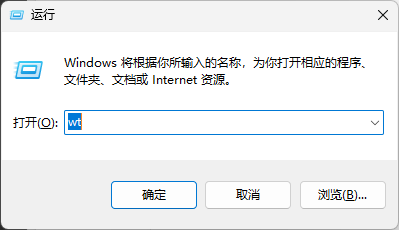 运行
Windows 将根据你所输入的名称，为你打开相应的程序、
文件夹、文档或 Internet 资源。
打开(O):
wt
确定
取消
浏览(B)...